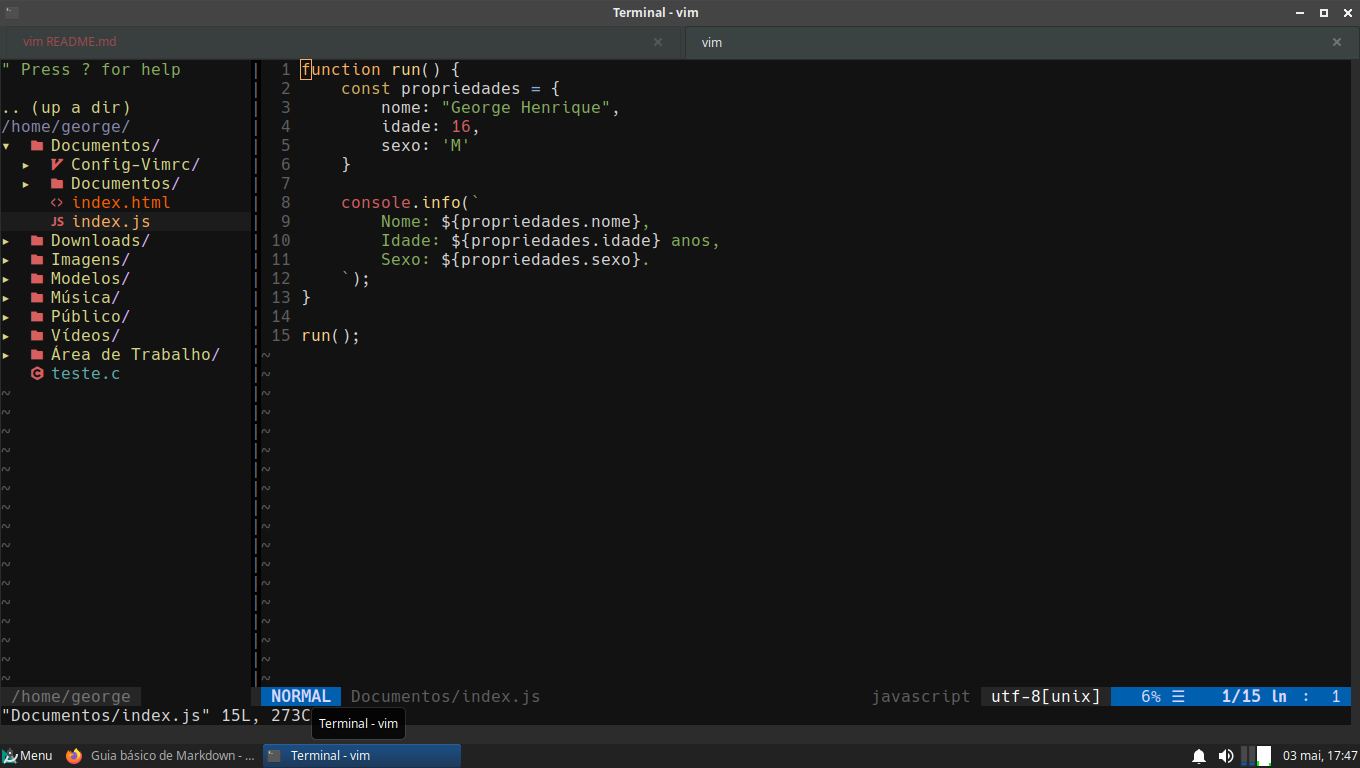 Terminal - vim
vim README.md
vim
" Press ? for help
.. (up a dir)
/home/george/
Documentos/
Config-Vimrc/
Documentos/
index.html
JS index.js
Downloads/
Imagens/
Modelos/
Música/
Público/
Vídeos/
Área de Trabalho/
teste.c
/home/george
1 function run() {
2     const propriedades = {
3         nome: "George Henrique",
4         idade: 16,
5         sexo: 'M'
6     }
7
8     console.info(`
9         Nome: ${propriedades.nome},
10         Idade: ${propriedades.idade} anos,
11         Sexo: ${propriedades.sexo}.
12     `);
13 }
14
15 run();
NORMAL Documentos/index.js javascript utf-8[unix] 6% ☰ 1/15 ln : 1
"Documentos/index.js" 15L, 273C
Terminal - vim
Menu Guia básico de Markdown - ... Terminal - vim 03 mai, 17:47